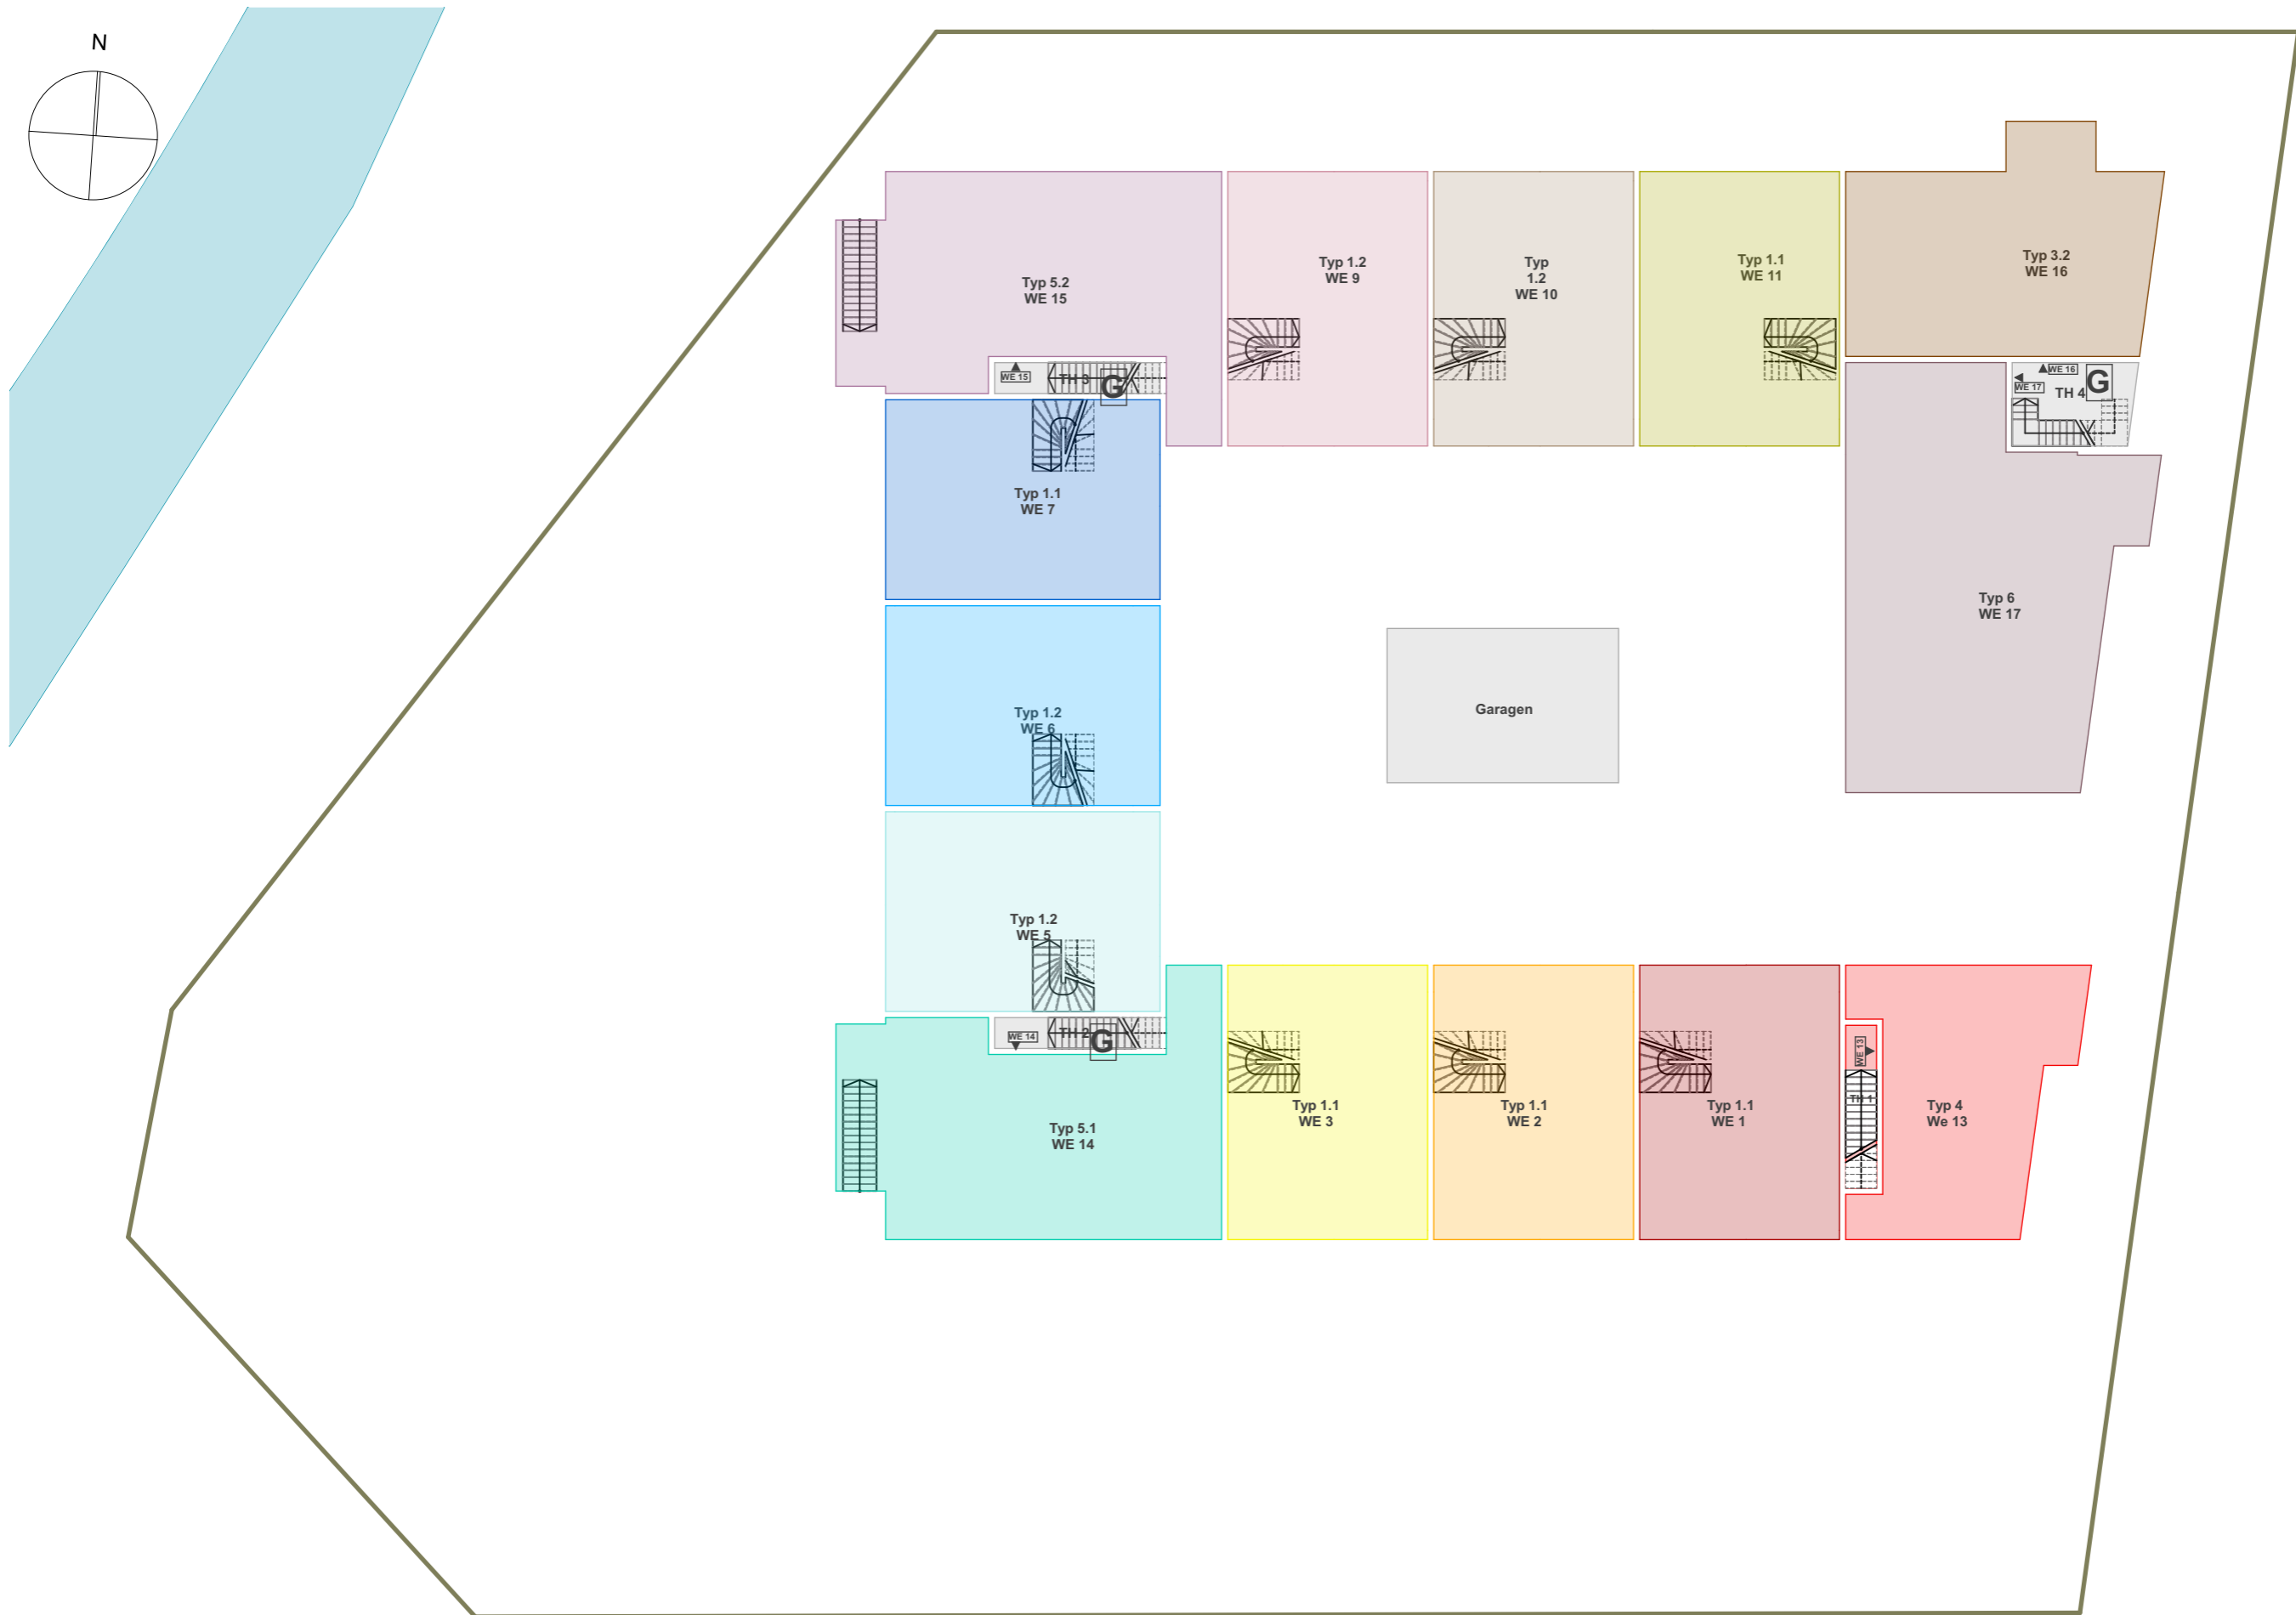 N
Typ 5.2
WE 15
Typ 1.2
WE 9
Typ
1.2
WE 10
Typ 1.1
WE 11
Typ 3.2
WE 16
WE 15
TH 3
G
WE 16
WE 17
TH 4
G
Typ 1.1
WE 7
Typ 6
WE 17
Typ 1.2
WE 6
Garagen
Typ 1.2
WE 5
WE 14
TH 2
G
WE 13
TH 1
Typ 5.1
WE 14
Typ 1.1
WE 3
Typ 1.1
WE 2
Typ 1.1
WE 1
Typ 4
We 13